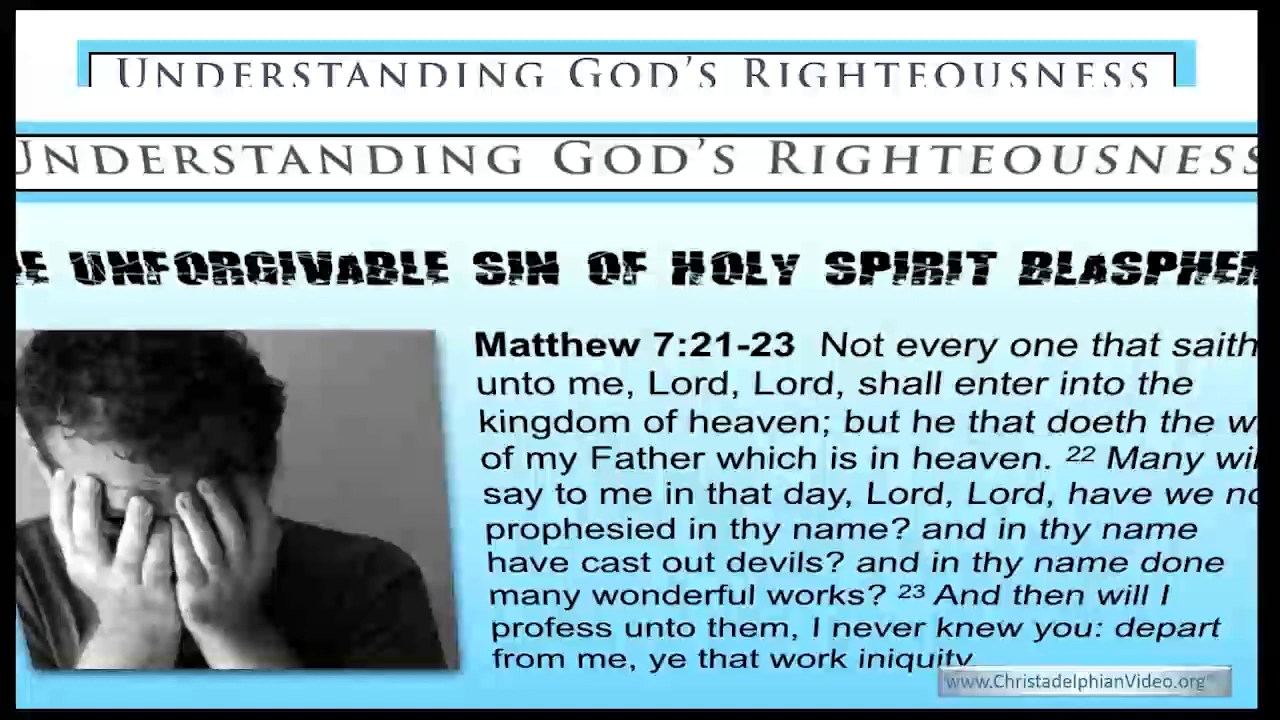 UNDERSTANDING GOD'S RIGHTEOUSNESS
UNDERSTANDING GOD'S RIGHTEOUSNESS
UNFORGIVABLE SIN OF HOLY SPIRIT
Matthew 7:21-23 Not every one that saith
unto me, Lord, Lord, shall enter into the
kingdom of heaven; but he that doeth the
of my Father which is in heaven. 22 Many
say to me in that day, Lord, Lord, have we
prophesied in thy name? and in thy name
have cast out devils? and in thy name done
many wonderful works? 23 And then will I
profess unto them, I never knew you: depart
from me, ye that work iniquity
www.ChristadelphianVideo.org